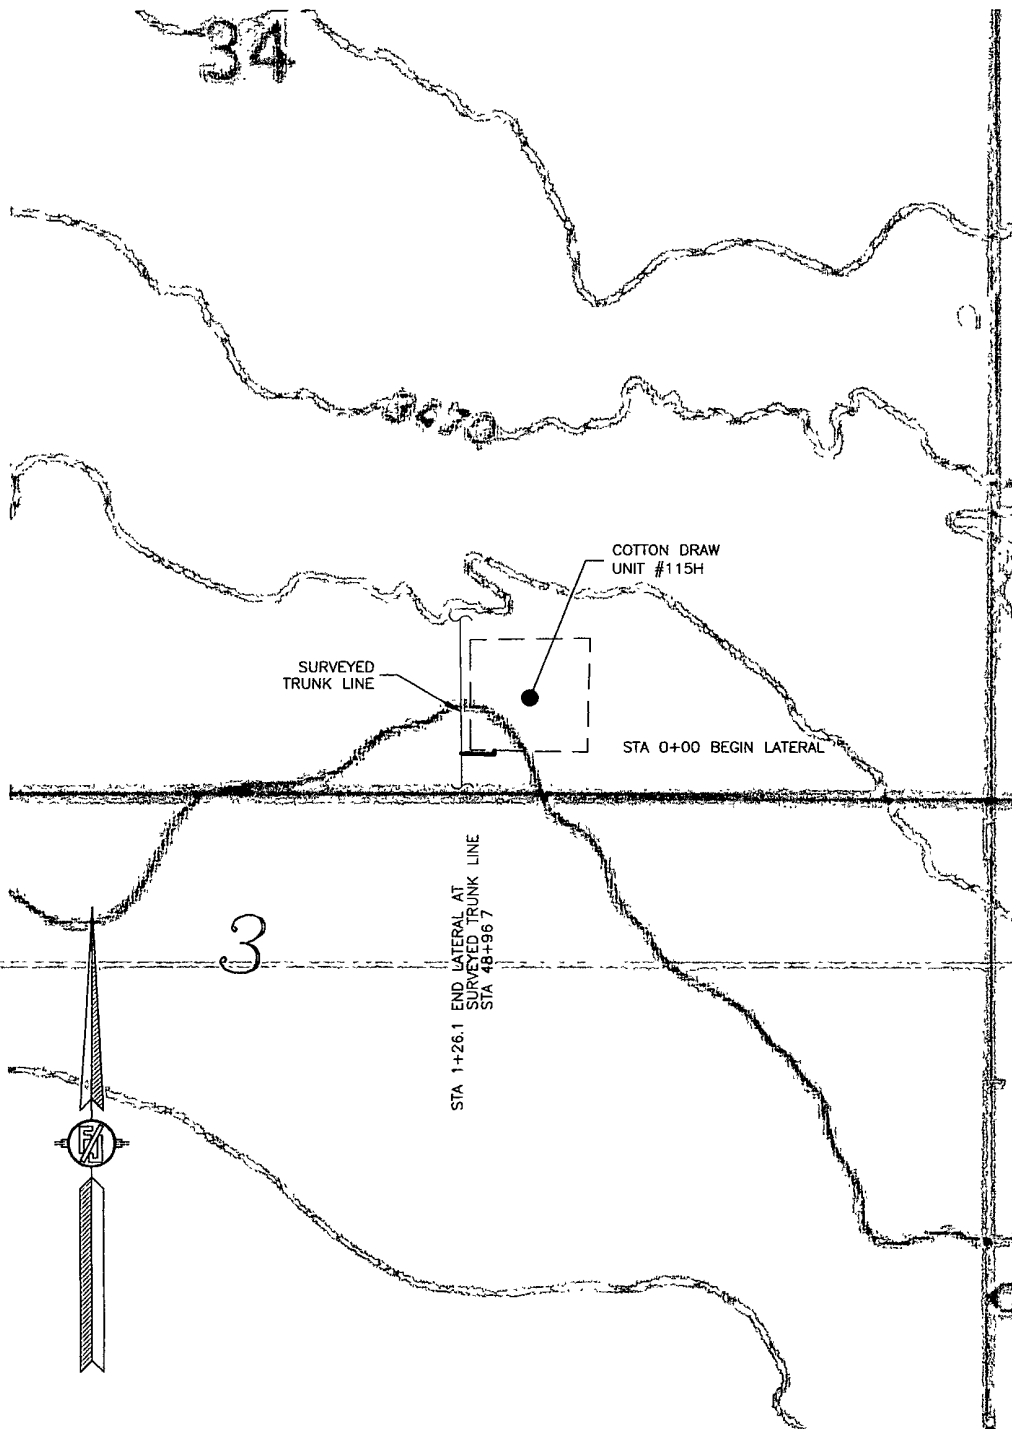 34
COTTON DRAW
UNIT #115H
SURVEYED
TRUNK LINE
STA 0+00 BEGIN LATERAL
STA 1+26.1 END LATERAL AT
SURVEYED TRUNK LINE
STA 48+96 7
3